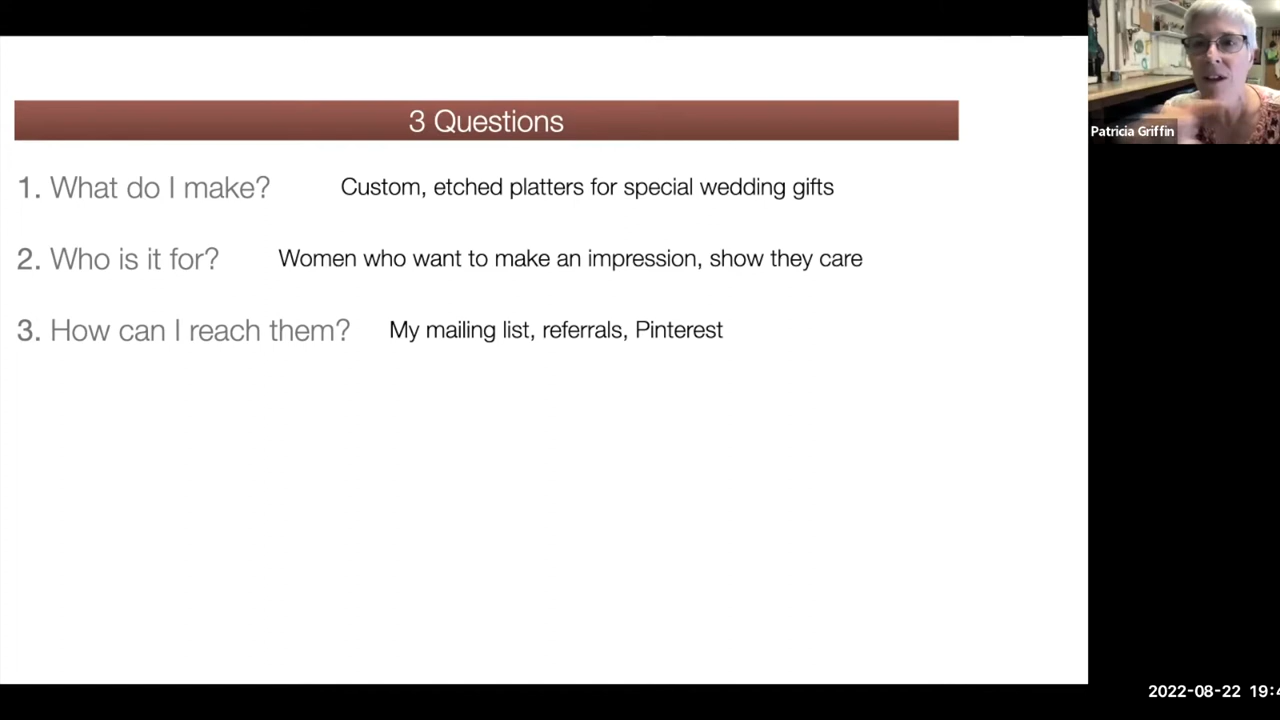 3 Questions
1. What do I make? Custom, etched platters for special wedding gifts
2. Who is it for? Women who want to make an impression, show they care
3. How can I reach them? My mailing list, referrals, Pinterest
Patricia Griffin
2022-08-22 19:4